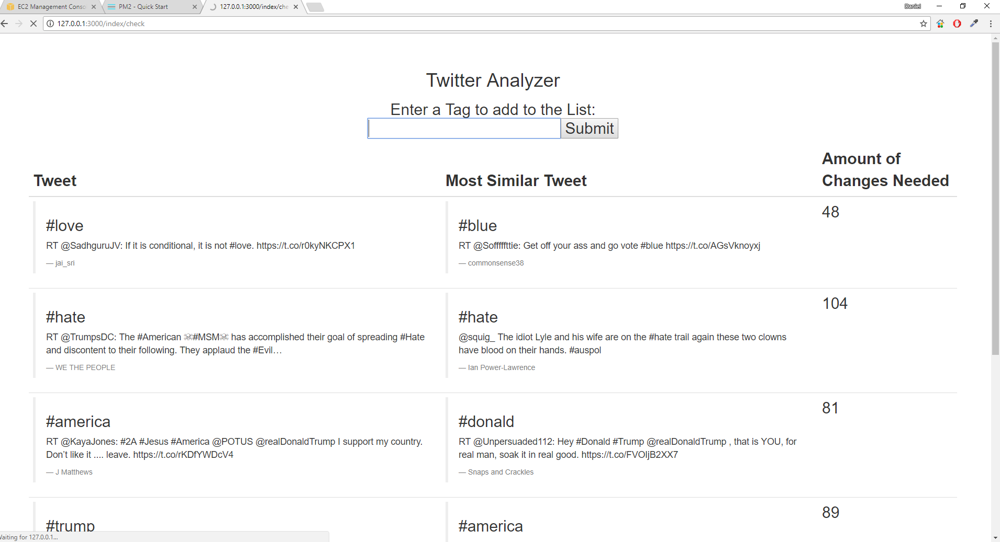 EC2 Management Conso
PM2 - Quick Start
127.0.0.1:3000/index/che
Daniel
127.0.0.1:3000/index/check
Twitter Analyzer
Enter a Tag to add to the List:
Submit
Tweet
Most Similar Tweet
Amount of
Changes Needed
#love
RT @SadhguruJV: If it is conditional, it is not #love. https://t.co/r0kyNKCPX1
— jai_sri
#blue
RT @Sofffffttie: Get off your ass and go vote #blue https://t.co/AGsVknoyxj
— commonsense38
48
#hate
RT @TrumpsDC: The #American ☠#MSM☠ has accomplished their goal of spreading #Hate
and discontent to their following. They applaud the #Evil…
— WE THE PEOPLE
#hate
@squig_ The idiot Lyle and his wife are on the #hate trail again these two clowns
have blood on their hands. #auspol
— Ian Power-Lawrence
104
#america
RT @KayaJones: #2A #Jesus #America @POTUS @realDonaldTrump I support my country.
Don’t like it .... leave. https://t.co/rKDfYWDcV4
— J Matthews
#donald
RT @Unpersuaded112: Hey #Donald #Trump @realDonaldTrump , that is YOU, for
real man, soak it in real good. https://t.co/FVOIjB2XX7
— Snaps and Crackles
81
#trump
#america
89
Waiting for 127.0.0.1...